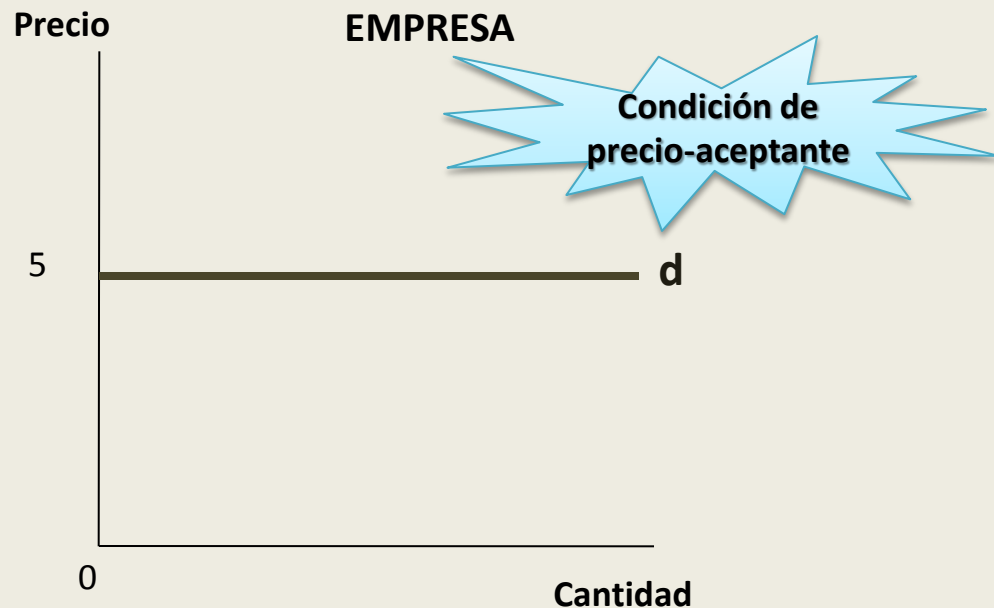 Precio
EMPRESA
Condición de
precio-aceptante
5
d
0
Cantidad